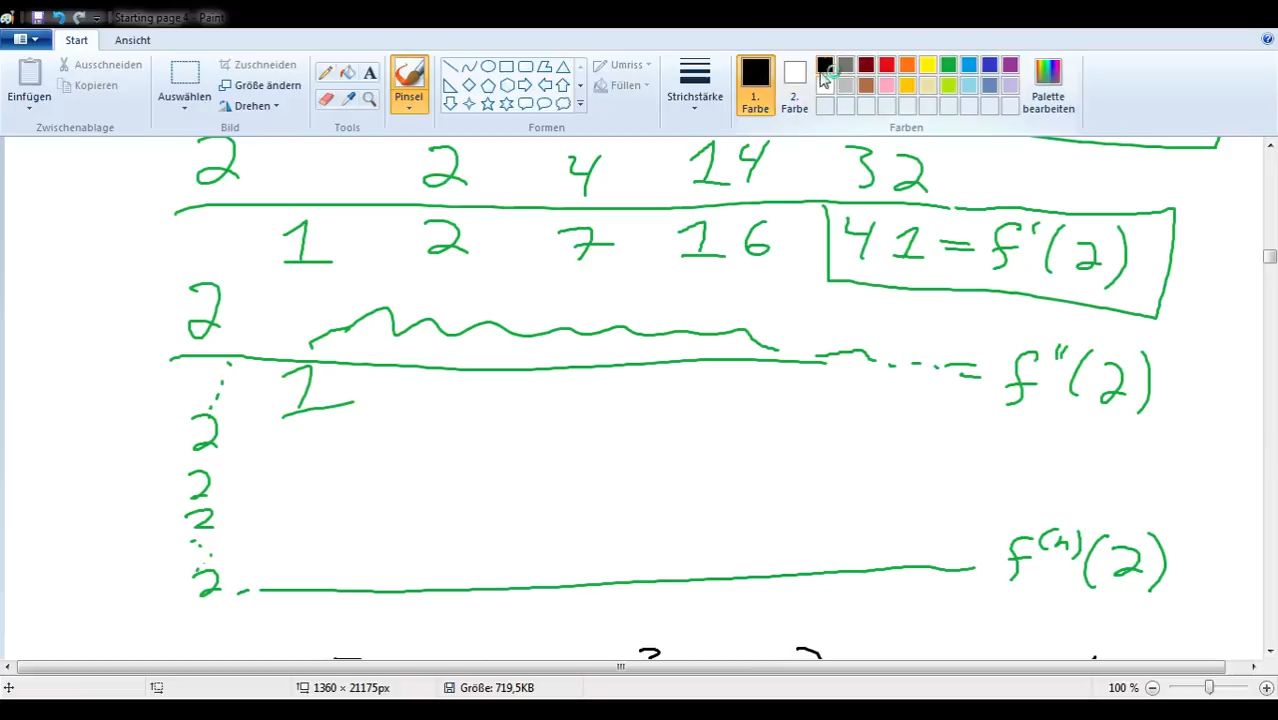 Starting page 4 - Paint
Start Ansicht
Einfügen
Ausschneiden
Kopieren
Zwischenablage
Auswählen
Zuschneiden
Größe ändern
Drehen
Bild
Pinsel
A
Tools
Umriss
Füllen
Formen
Strichstärke
1. Farbe
2. Farbe
Palette bearbeiten
Farben
2 2 4 14 32
1 2 7 16 41 = f'(2)
2
1 ... = f''(2)
2
2
2
2 f^(n)(2)
1360 × 21175px
Größe: 719,5KB
100 %